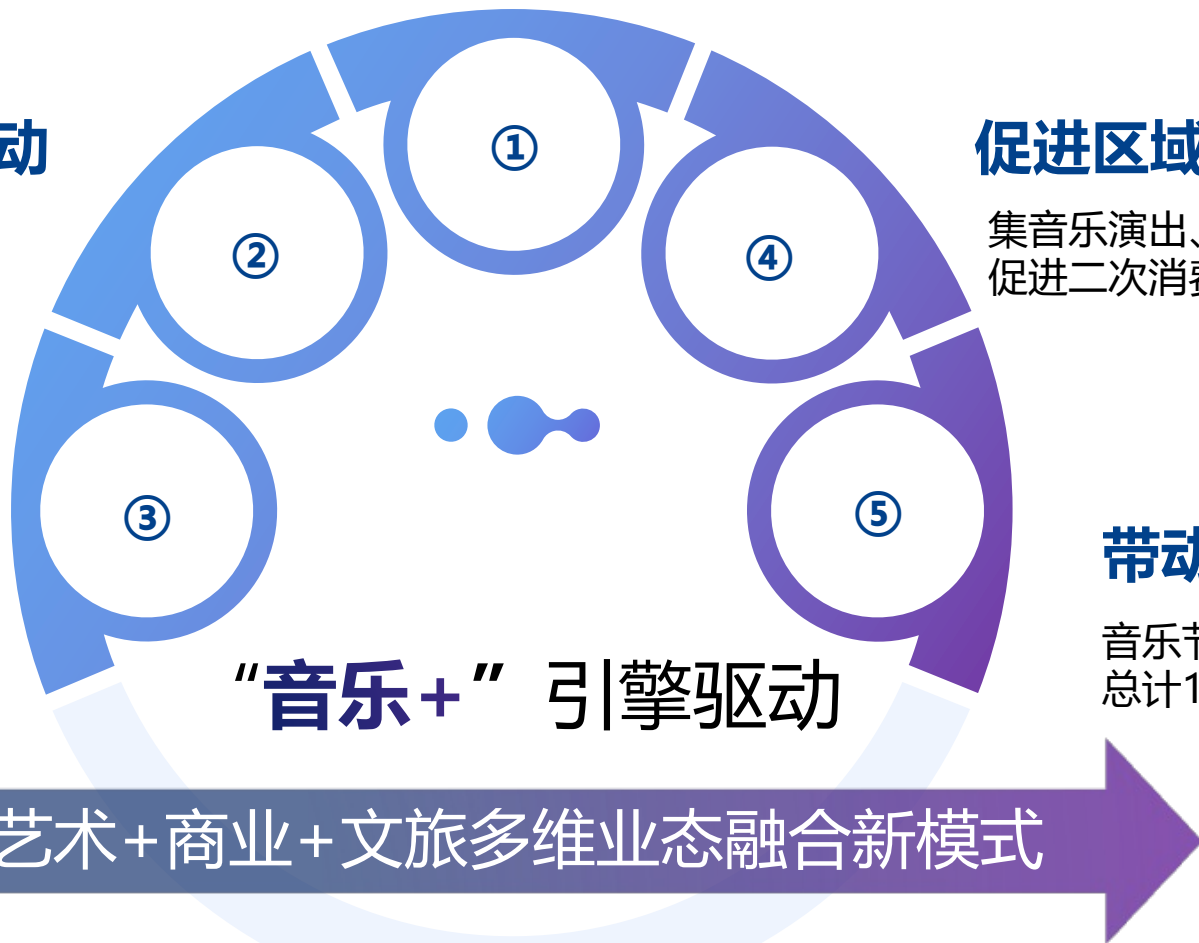 ①
动
促进区域
集音乐演出、
促进二次消费
②
④
③
⑤
带动
音乐节
总计1
“音乐+”引擎驱动
艺术+商业+文旅多维业态融合新模式